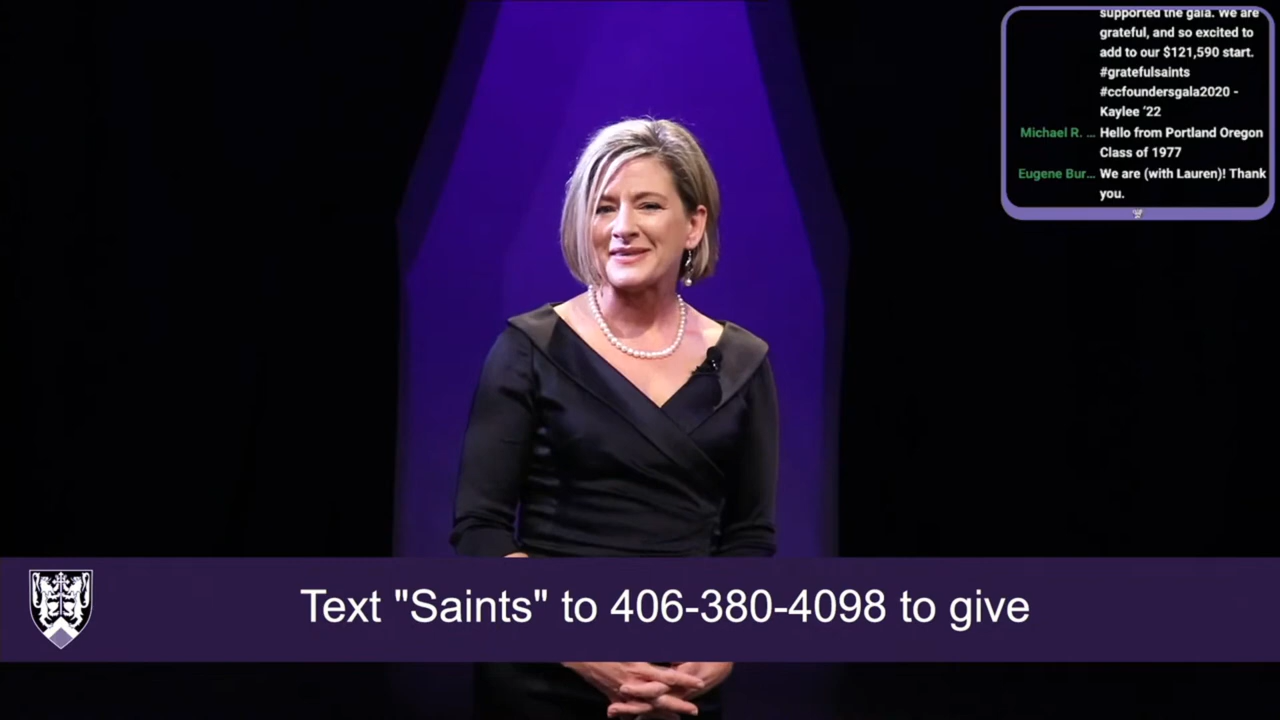 supported the gala. We are
grateful, and so excited to
add to our $121,590 start.
#gratefulsaints
#ccfoundersgala2020 -
Kaylee '22
Michael R. ... Hello from Portland Oregon
Class of 1977
Eugene Bur... We are (with Lauren)! Thank
you.
Text "Saints" to 406-380-4098 to give